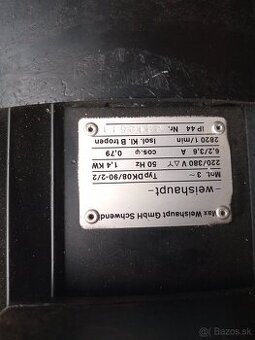 Max Weishaupt GmbH Schwendi
–weishaupt–
Mot. 3 ~ Typ DK08/90-2/2
220/380 V △ Y 50 Hz 1,4 KW
6,2/3,6 A cos.φ 0,79
2820 1/min Isol. Kl. B tropen
IP 44 Nr.
bazos.sk